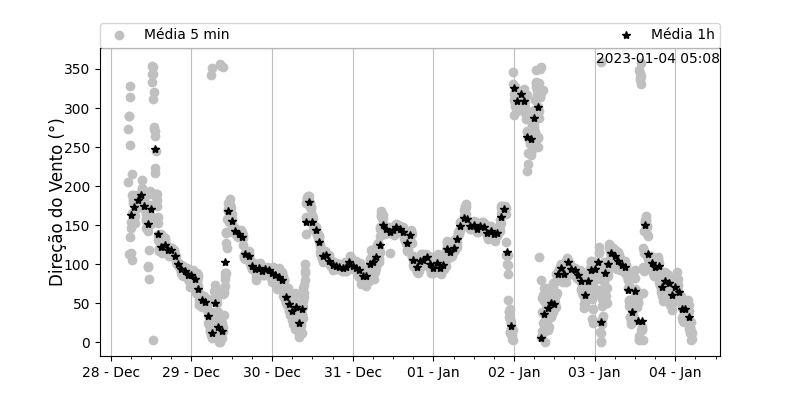 Média 5 min
Média 1h
2023-01-04 05:08
Direção do Vento (°)
350
300
250
200
150
100
50
0
28 - Dec
29 - Dec
30 - Dec
31 - Dec
01 - Jan
02 - Jan
03 - Jan
04 - Jan